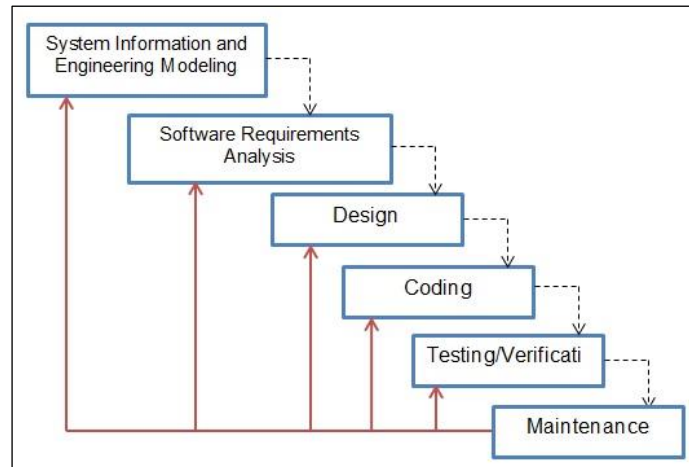 System Information and
Engineering Modeling
Software Requirements
Analysis
Design
Coding
Testing/Verificati
Maintenance